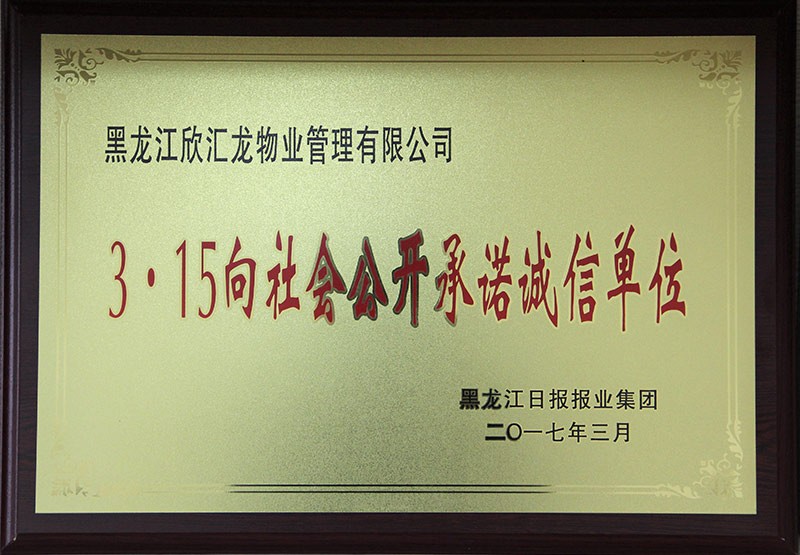 黑龙江欣汇龙物业管理有限公司
3·15向社会公开承诺诚信单位
黑龙江日报报业集团
二〇一七年三月